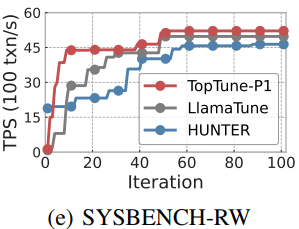 60
45
30
15
0
TPS (100 txn/s)
TopTune-P1
LlamaTune
HUNTER
0 20 40 60 80 100
Iteration
(e) SYSBENCH-RW